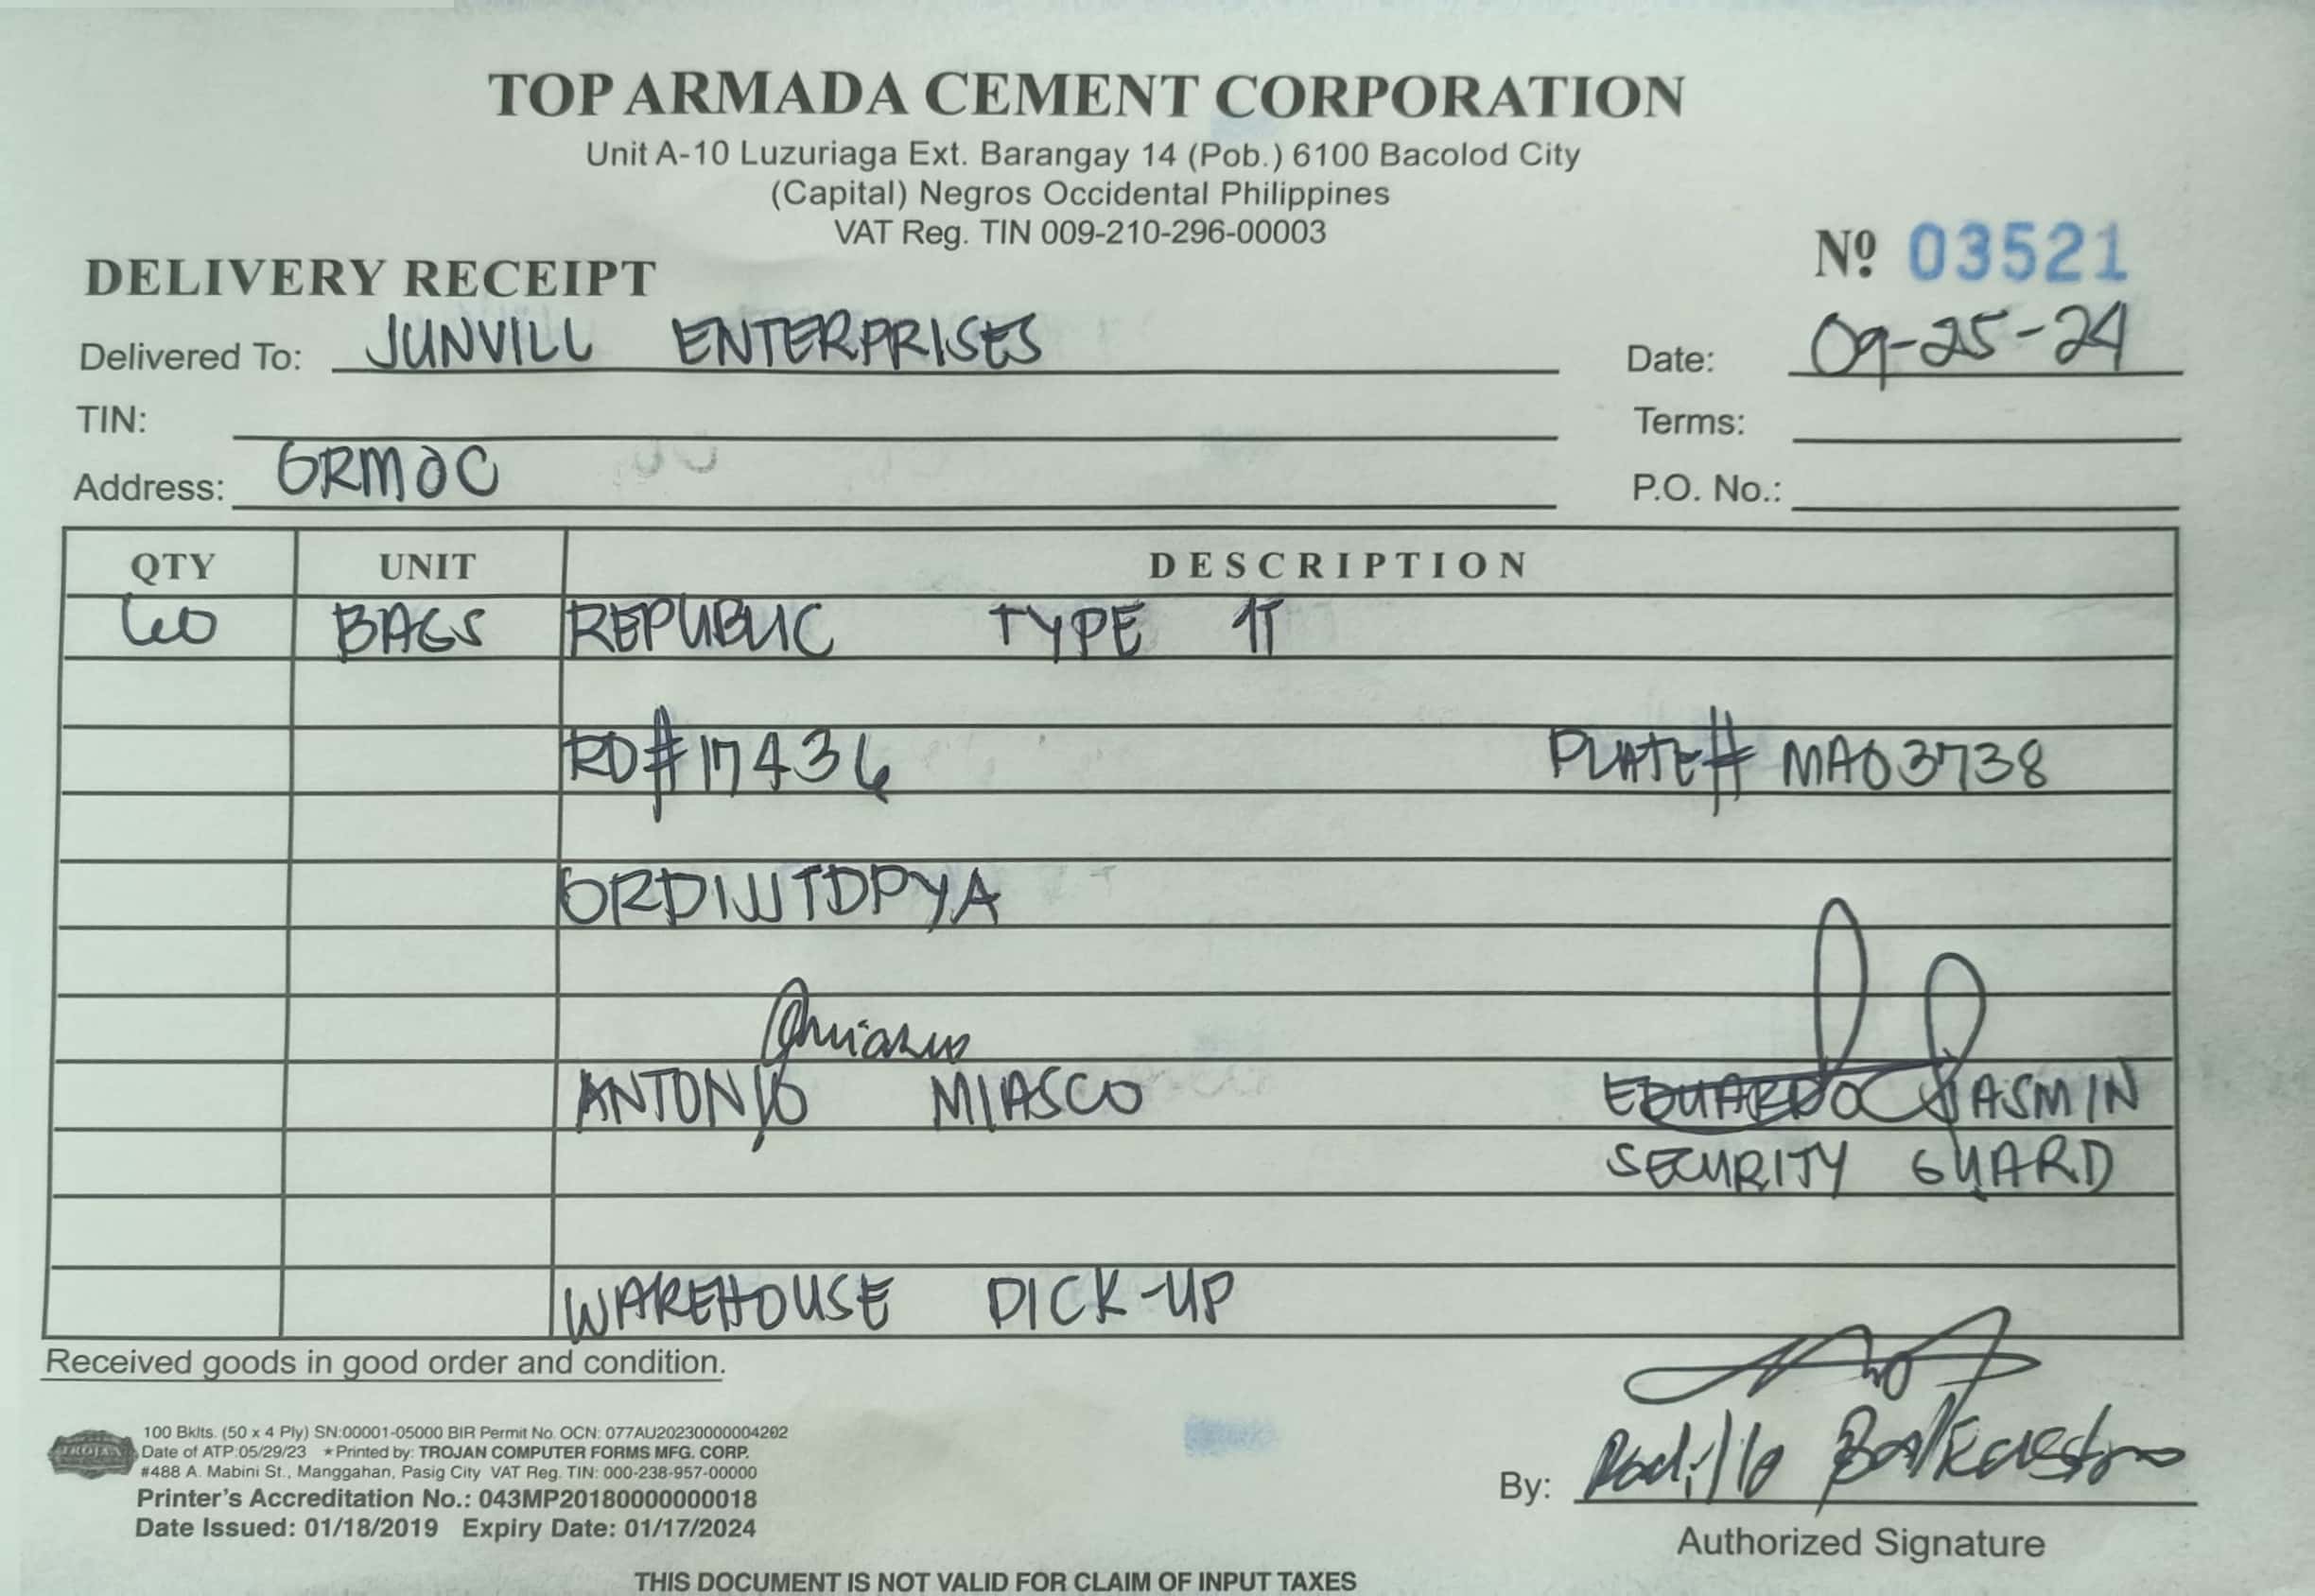 TOP ARMADA CEMENT CORPORATION
Unit A-10 Luzuriaga Ext. Barangay 14 (Pob.) 6100 Bacolod City
(Capital) Negros Occidental Philippines
VAT Reg. TIN 009-210-296-00003
Nº 03521
DELIVERY RECEIPT
Delivered To: JUNVILL ENTERPRISES Date: 09-25-24
TIN: Terms:
Address: ORMOC P.O. No.:
QTY UNIT DESCRIPTION
60 BAGS REPUBLIC TYPE 1T
RO#17436 PLATE# MAO3738
ANTONIO MIASCO EDUARDO JASMIN
SECURITY GUARD
WAREHOUSE PICK-UP
Received goods in good order and condition.
TROJAN
100 Bklts. (50 x 4 Ply) SN:00001-05000 BIR Permit No. OCN: 077AU20230000004202
Date of ATP:05/29/23 ★Printed by: TROJAN COMPUTER FORMS MFG. CORP.
#488 A. Mabini St., Manggahan, Pasig City VAT Reg. TIN: 000-238-957-00000
Printer's Accreditation No.: 043MP20180000000018
Date Issued: 01/18/2019 Expiry Date: 01/17/2024
By:
Authorized Signature
THIS DOCUMENT IS NOT VALID FOR CLAIM OF INPUT TAXES